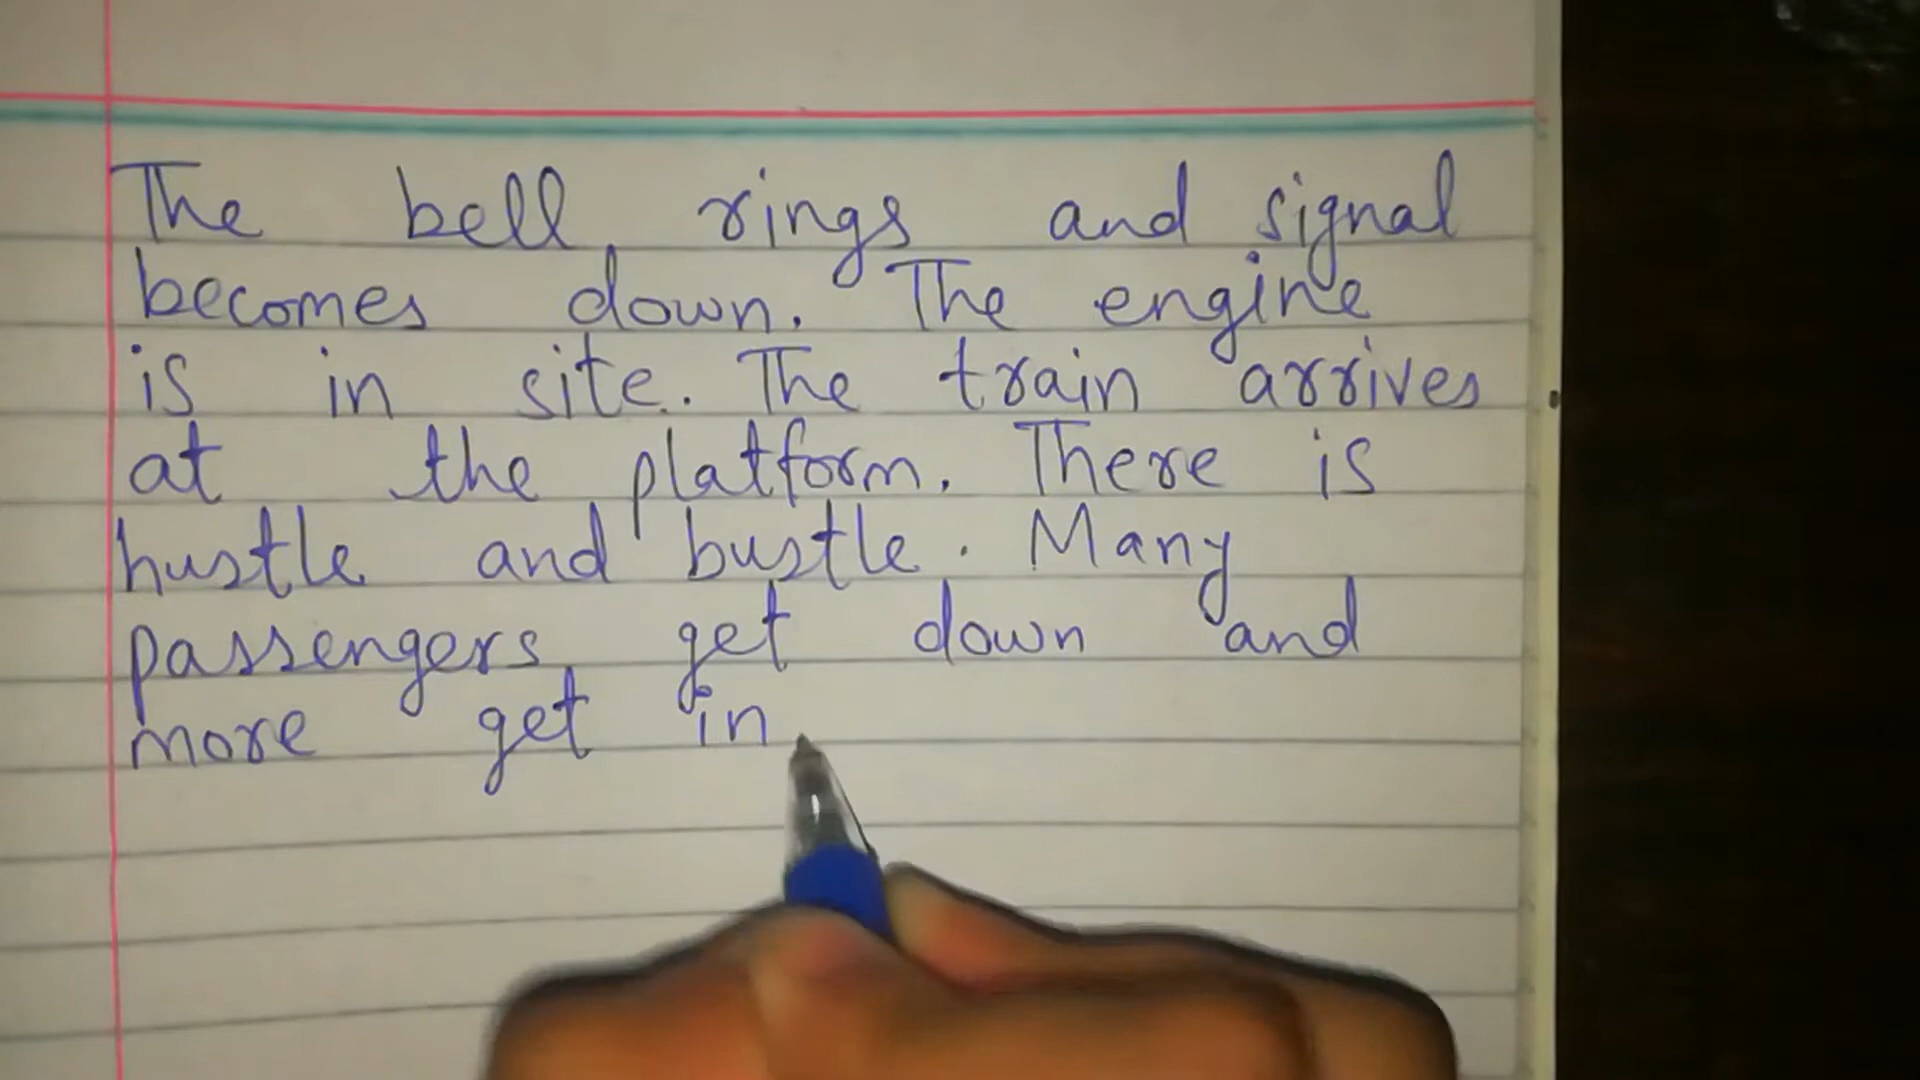 The bell rings and signal
becomes down. The engine
is in site. The train arrives
at the platform. There is
hustle and bustle. Many
passengers get down and
more get in.